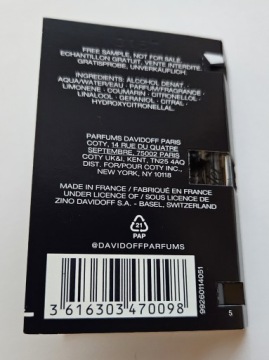 FREE SAMPLE, NOT FOR SALE.
ECHANTILLON GRATUIT, VENTE INTERDITE.
GRATISPROBE, UNVERKÄUFLICH.
INGREDIENTS: ALCOHOL DENAT. •
AQUA/WATER/EAU • PARFUM/FRAGRANCE •
LIMONENE • COUMARIN • CITRONELLOL •
LINALOOL • GERANIOL • CITRAL •
HYDROXYCITRONELLAL.
PARFUMS DAVIDOFF PARIS
COTY, 14 RUE DU QUATRE
SEPTEMBRE, 75002 PARIS
COTY UK&I, KENT, TN25 4AQ
DIST. FOR/POUR COTY INC.,
NEW YORK, NY 10118
MADE IN FRANCE / FABRIQUÉ EN FRANCE
UNDER LICENCE OF / SOUS LICENCE DE
ZINO DAVIDOFF S.A. - BASEL, SWITZERLAND
21
PAP
@DAVIDOFFPARFUMS
3 616303 470098
99260114051
5